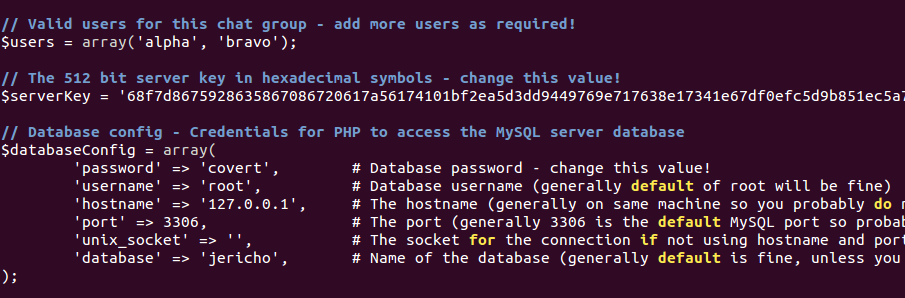 // Valid users for this chat group - add more users as required!
$users = array('alpha', 'bravo');
// The 512 bit server key in hexadecimal symbols - change this value!
$serverKey = '68f7d8675928635867086720617a56174101bf2ea5d3dd9449769e717638e17341e67df0efc5d9b851ec5a7
// Database config - Credentials for PHP to access the MySQL server database
$databaseConfig = array(
'password' => 'covert', # Database password - change this value!
'username' => 'root', # Database username (generally default of root will be fine)
'hostname' => '127.0.0.1', # The hostname (generally on same machine so you probably do
'port' => 3306, # The port (generally 3306 is the default MySQL port so
'unix_socket' => '', # The socket for the connection if not using hostname and port
'database' => 'jericho', # Name of the database (generally default is fine, unless you
);